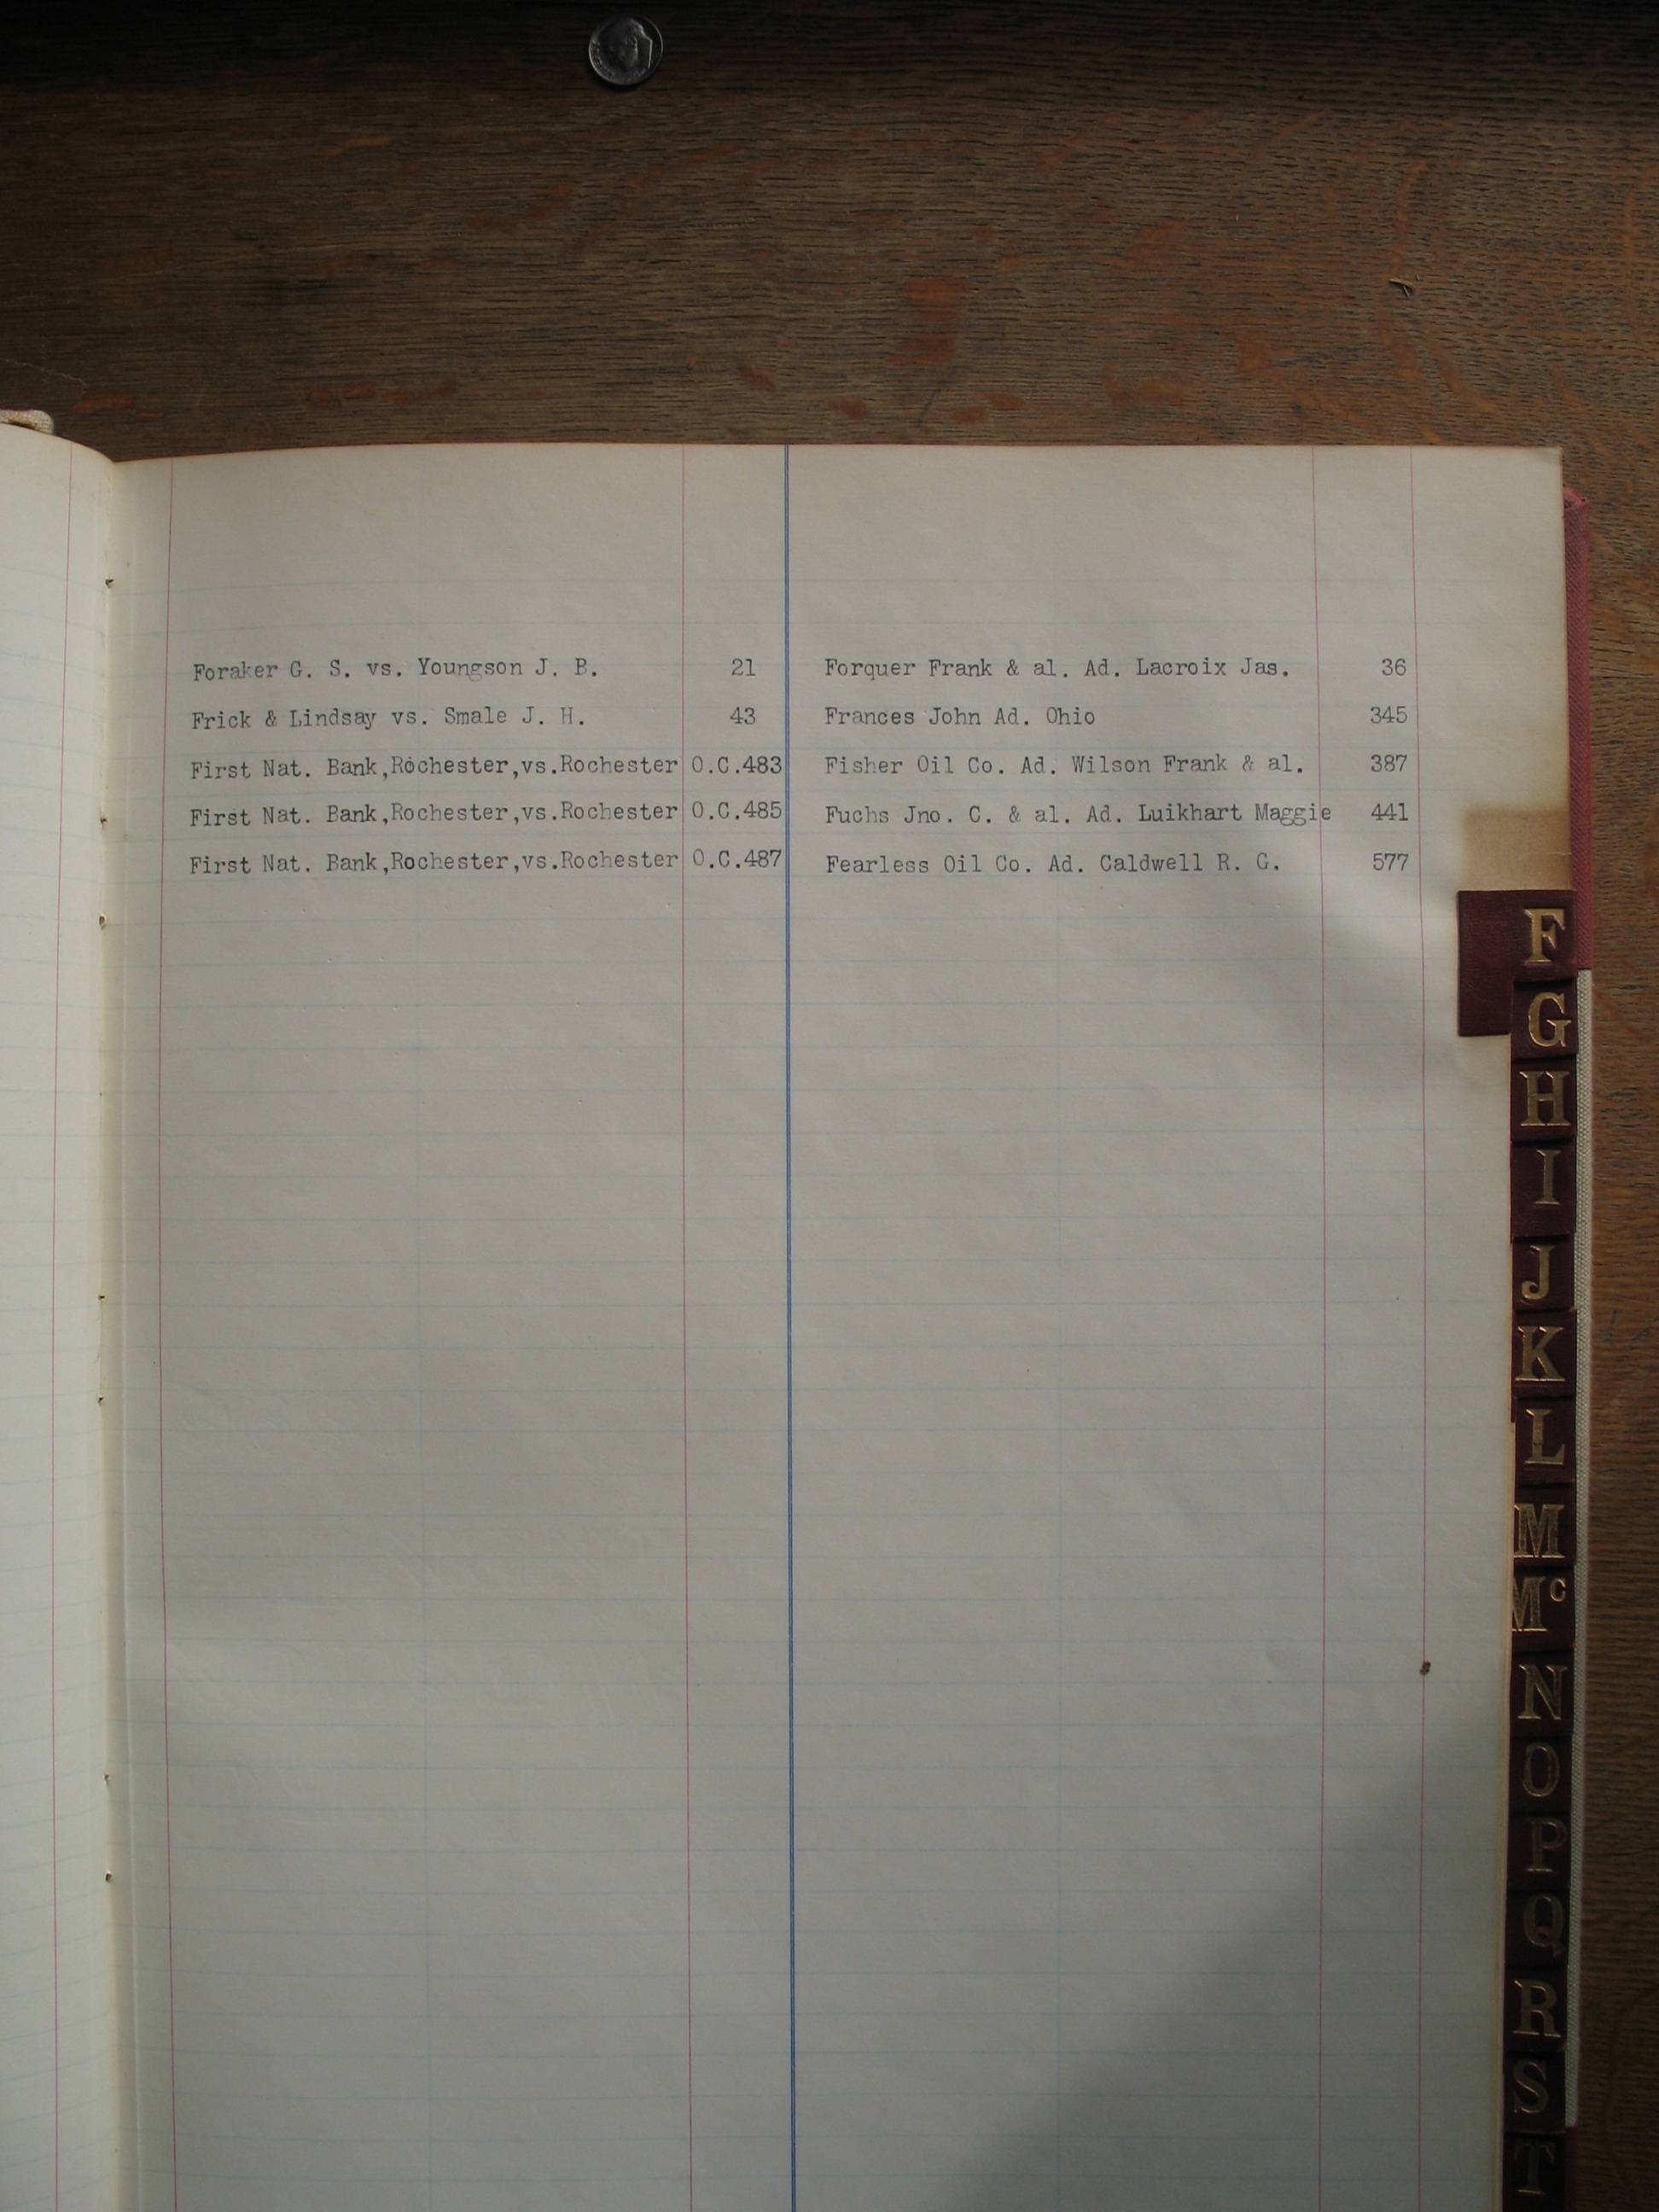 Foraker G. S. vs. Youngson J. B. 21
Frick & Lindsay vs. Smale J. H. 43
First Nat. Bank,Rochester,vs.Rochester O.C.483
First Nat. Bank,Rochester,vs.Rochester O.C.485
First Nat. Bank,Rochester,vs.Rochester O.C.487
Forquer Frank & al. Ad. Lacroix Jas. 36
Frances John Ad. Ohio 345
Fisher Oil Co. Ad. Wilson Frank & al. 387
Fuchs Jno. C. & al. Ad. Luikhart Maggie 441
Fearless Oil Co. Ad. Caldwell R. G. 577
F
G
H
I
J
K
L
M
Mc
N
O
P
Q
R
S
T